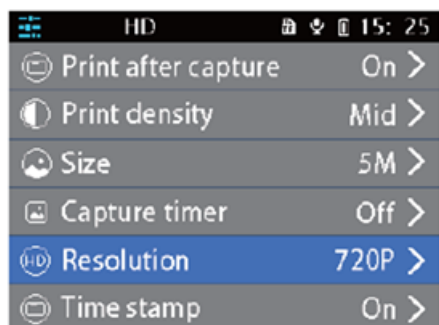 HD 15: 25
Print after capture On
Print density Mid
Size 5M
Capture timer Off
HD Resolution 720P
Time stamp On